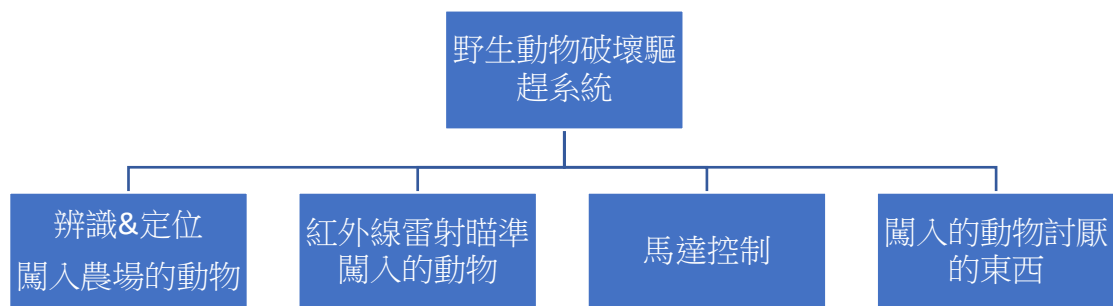 野生動物破壞驅
趕系統
辨識&定位
闖入農場的動物
紅外線雷射瞄準
闖入的動物
馬達控制
闖入的動物討厭
的東西